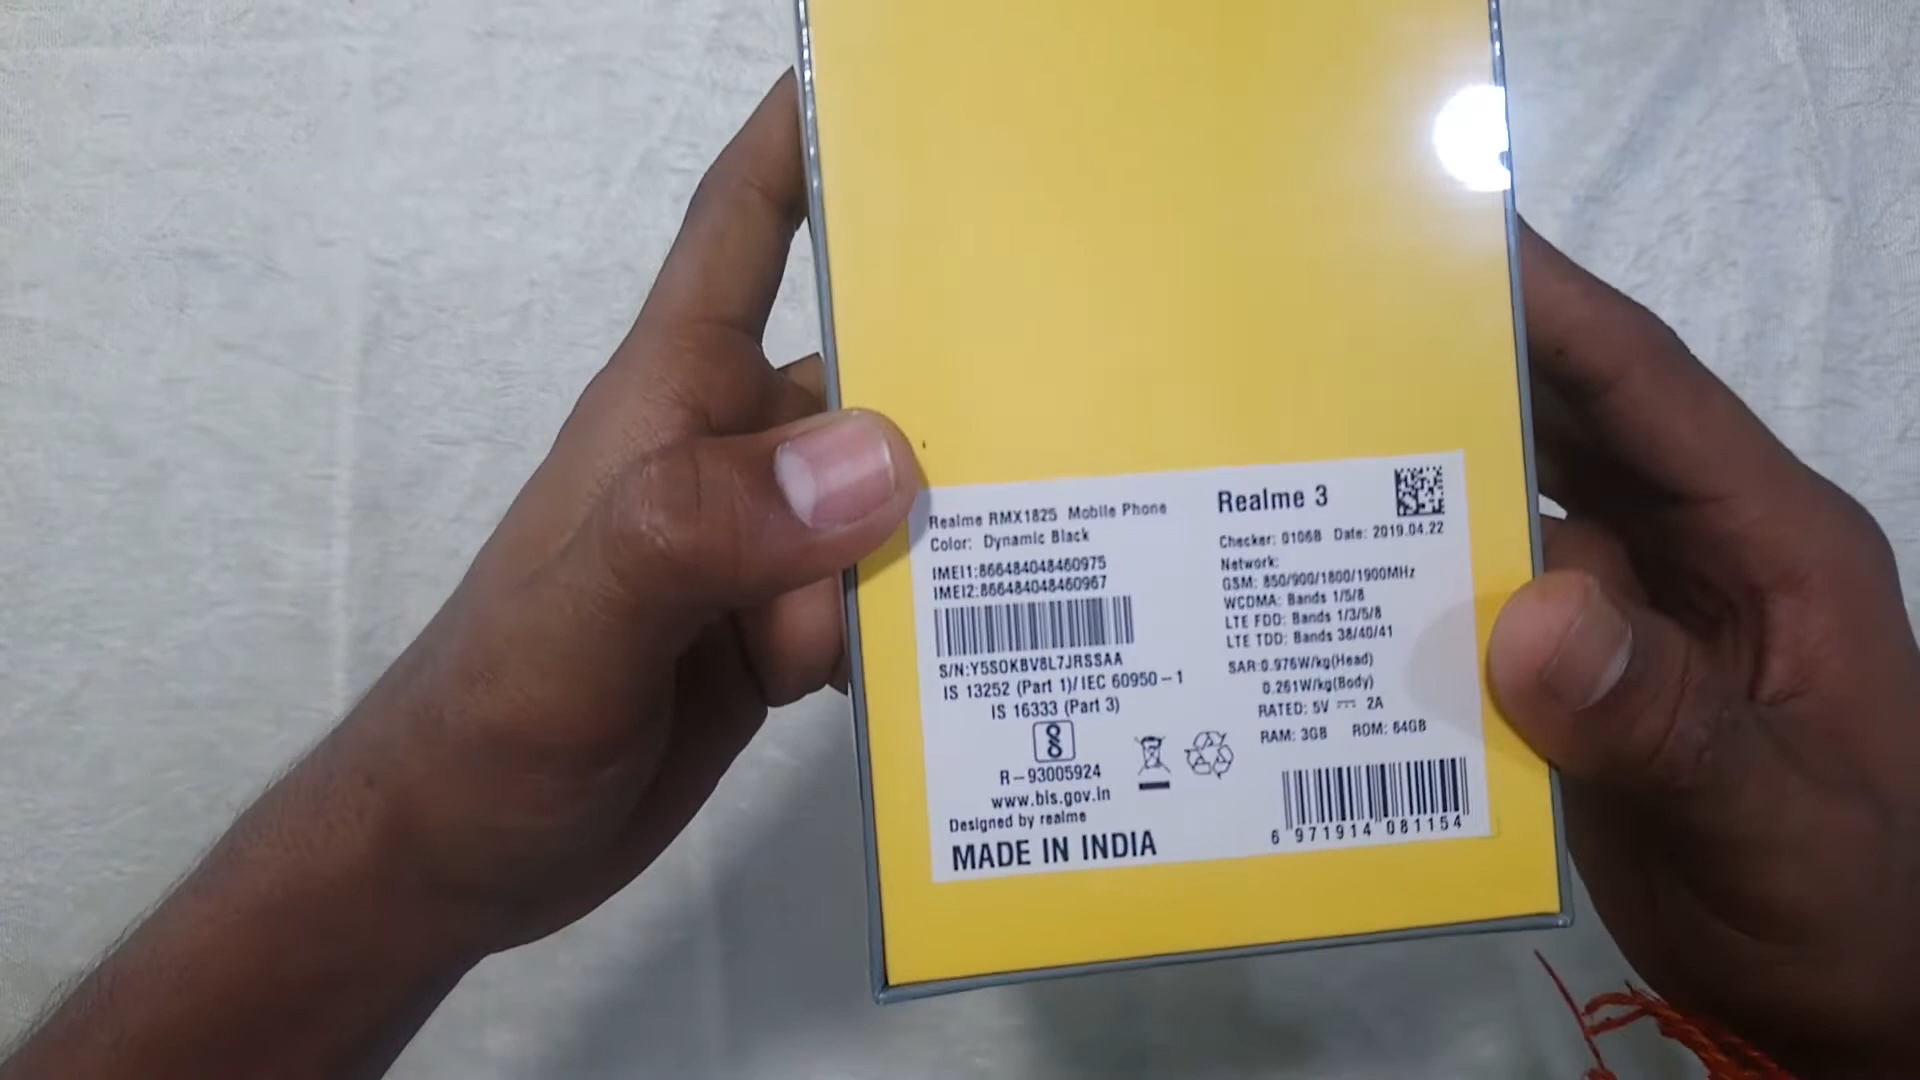 Realme RMX1825 Mobile Phone
Color: Dynamic Black
IMEI1:866484048460975
IMEI2:866484048460967
S/N:Y5SOKBV8L7JRSSAA
IS 13252 (Part 1)/ IEC 60950-1
IS 16333 (Part 3)
R-93005924
www.bis.gov.in
Designed by realme
MADE IN INDIA
Realme 3
Checker: 0106B Date: 2019.04.22
Network:
GSM: 850/900/1800/1900MHz
WCDMA: Bands 1/5/8
LTE FDD: Bands 1/3/5/8
LTE TDD: Bands 38/40/41
SAR:0.976W/kg(Head)
0.261W/kg(Body)
RATED: 5V ⎓ 2A
RAM: 3GB ROM: 64GB
6 971914 081154